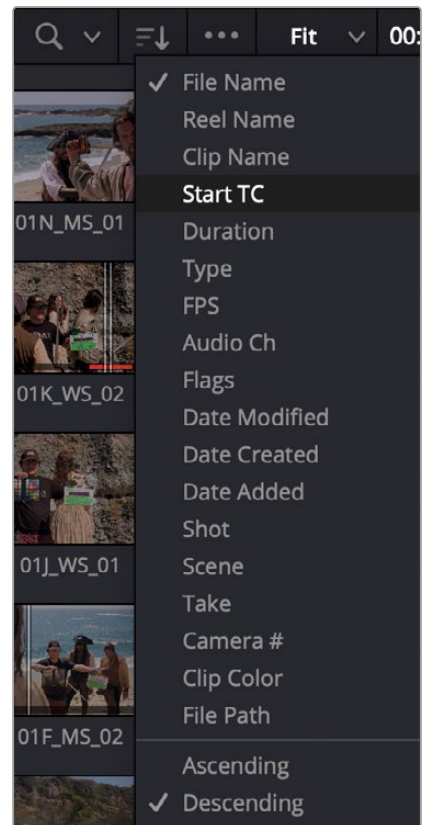 Fit
00:
File Name
Reel Name
Clip Name
Start TC
01N_MS_01
Duration
Type
FPS
Audio Ch
Flags
01K_WS_02
Date Modified
Date Created
Date Added
Shot
Scene
01J_WS_01
Take
Camera #
Clip Color
File Path
01F_MS_02
Ascending
Descending